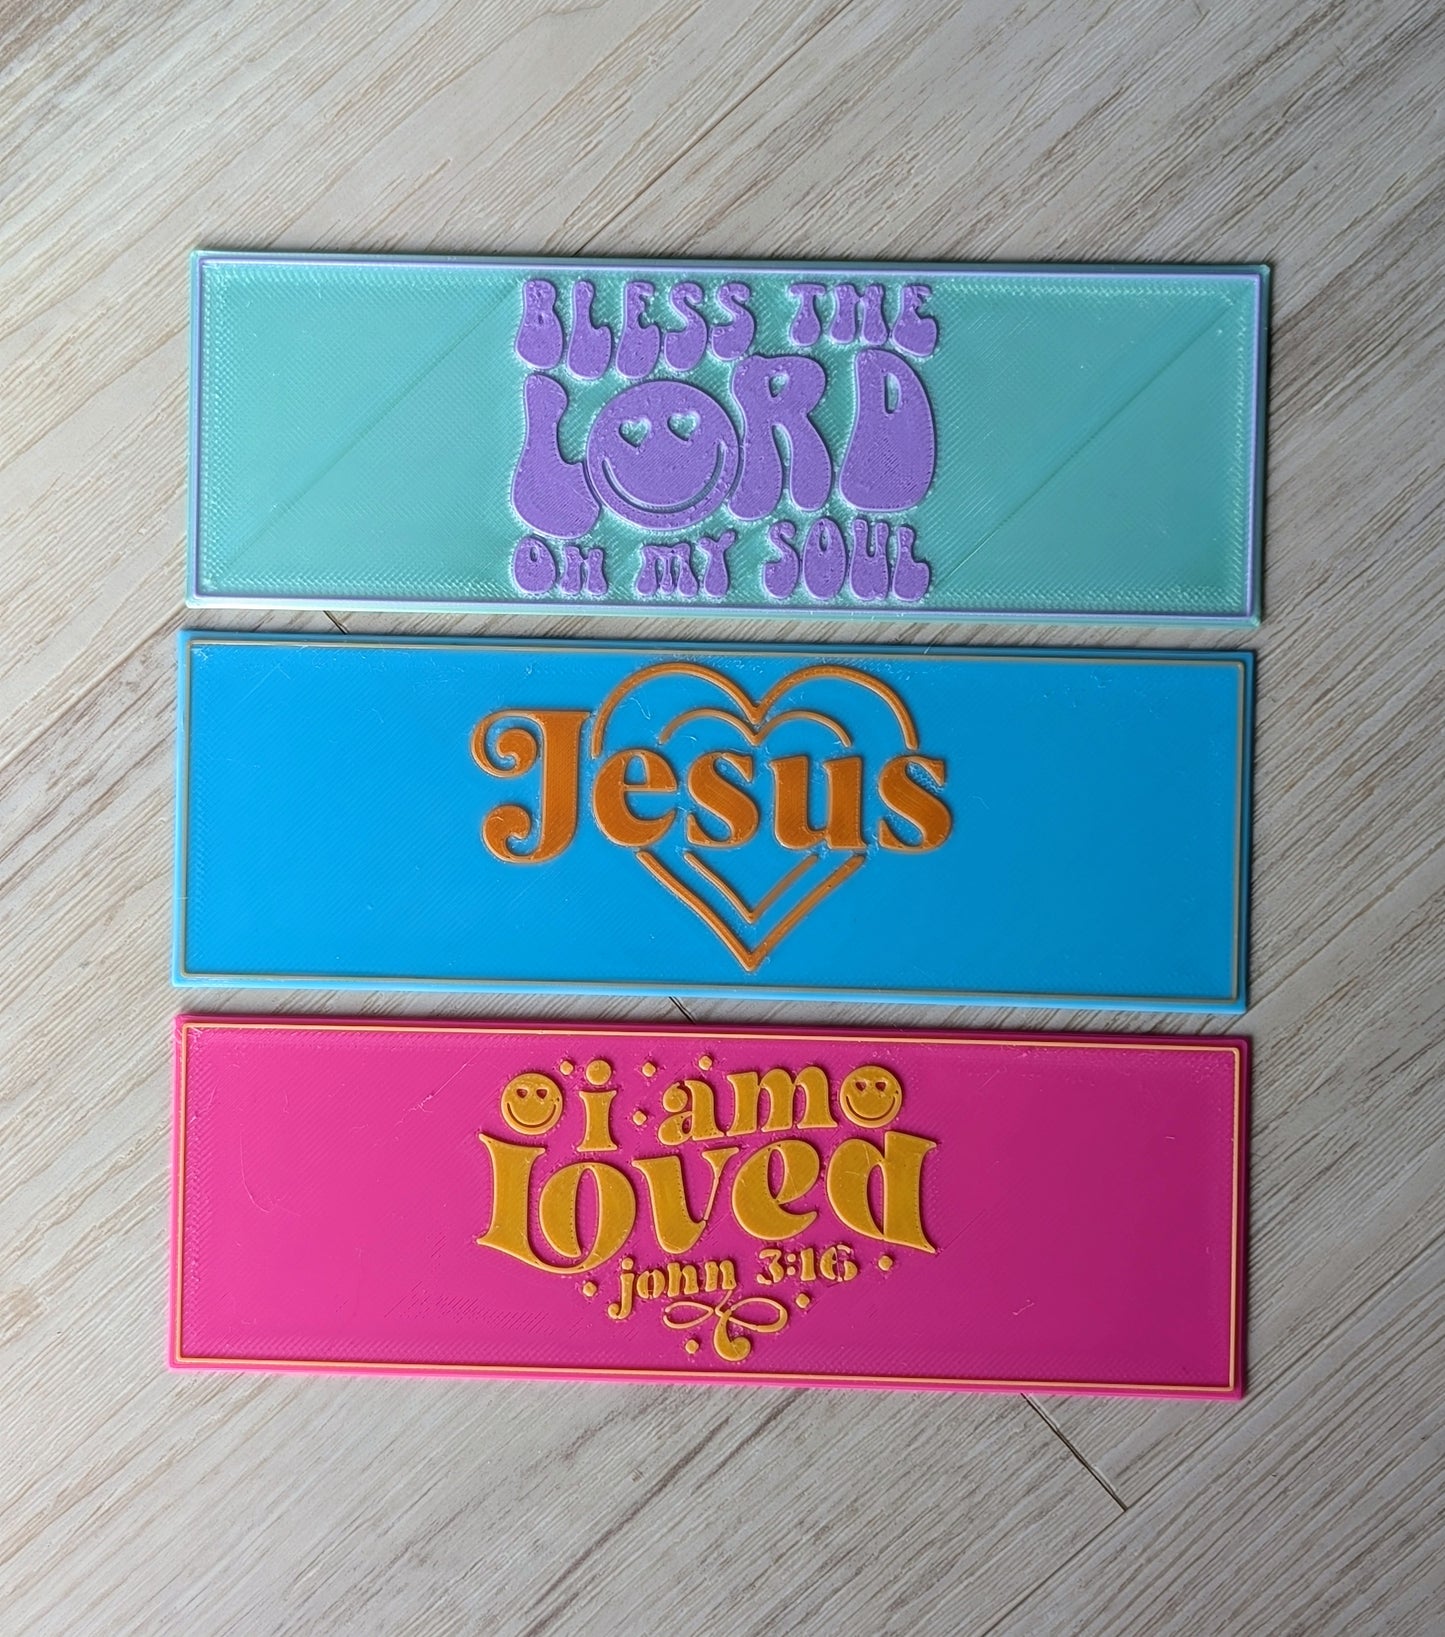 BLESS THE
LORD
OH MY SOUL
Jesus
i am
loved
john 3:16